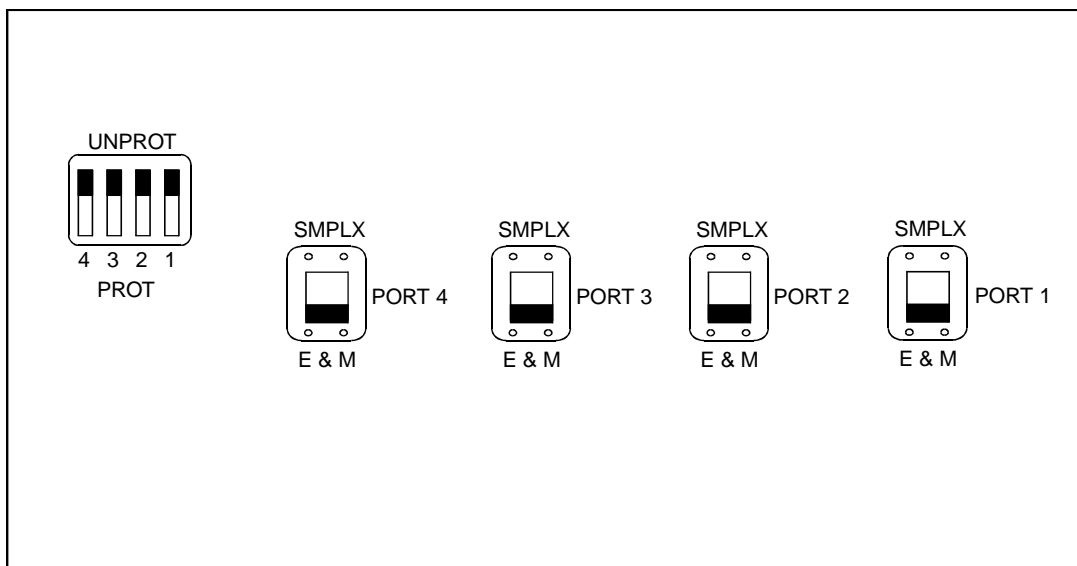 UNPROT
4 3 2 1
PROT
SMPLX SMPLX SMPLX SMPLX
PORT 4 PORT 3 PORT 2 PORT 1
E & M E & M E & M E & M